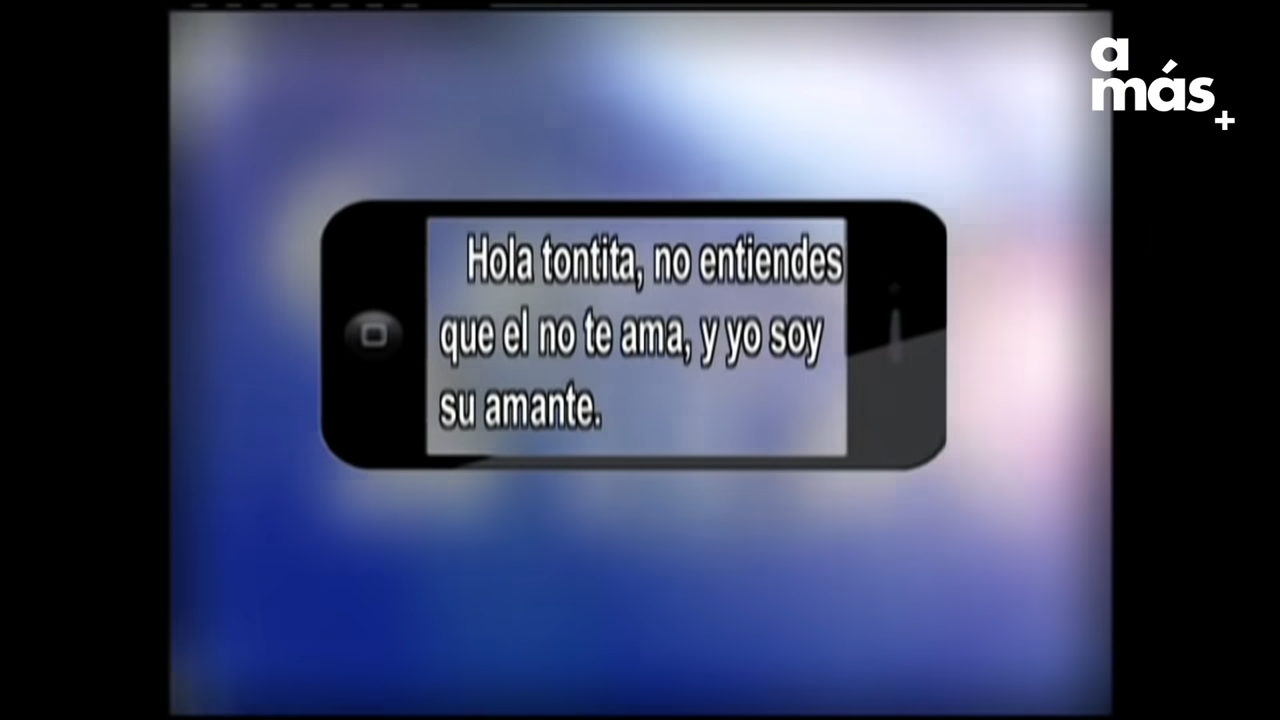 a
más+
Hola tontita, no entiendes
que el no te ama, y yo soy
su amante.